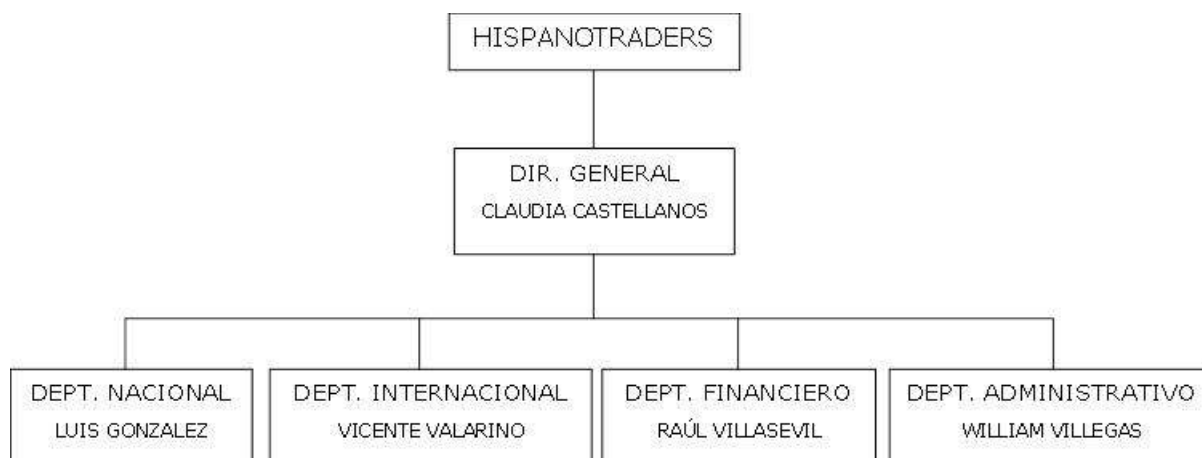 HISPANOTRADERS
DIR. GENERAL
CLAUDIA CASTELLANOS
DEPT. NACIONAL
LUIS GONZALEZ
DEPT. INTERNACIONAL
VICENTE VALARINO
DEPT. FINANCIERO
RAÚL VILLASEVIL
DEPT. ADMINISTRATIVO
WILLIAM VILLEGAS